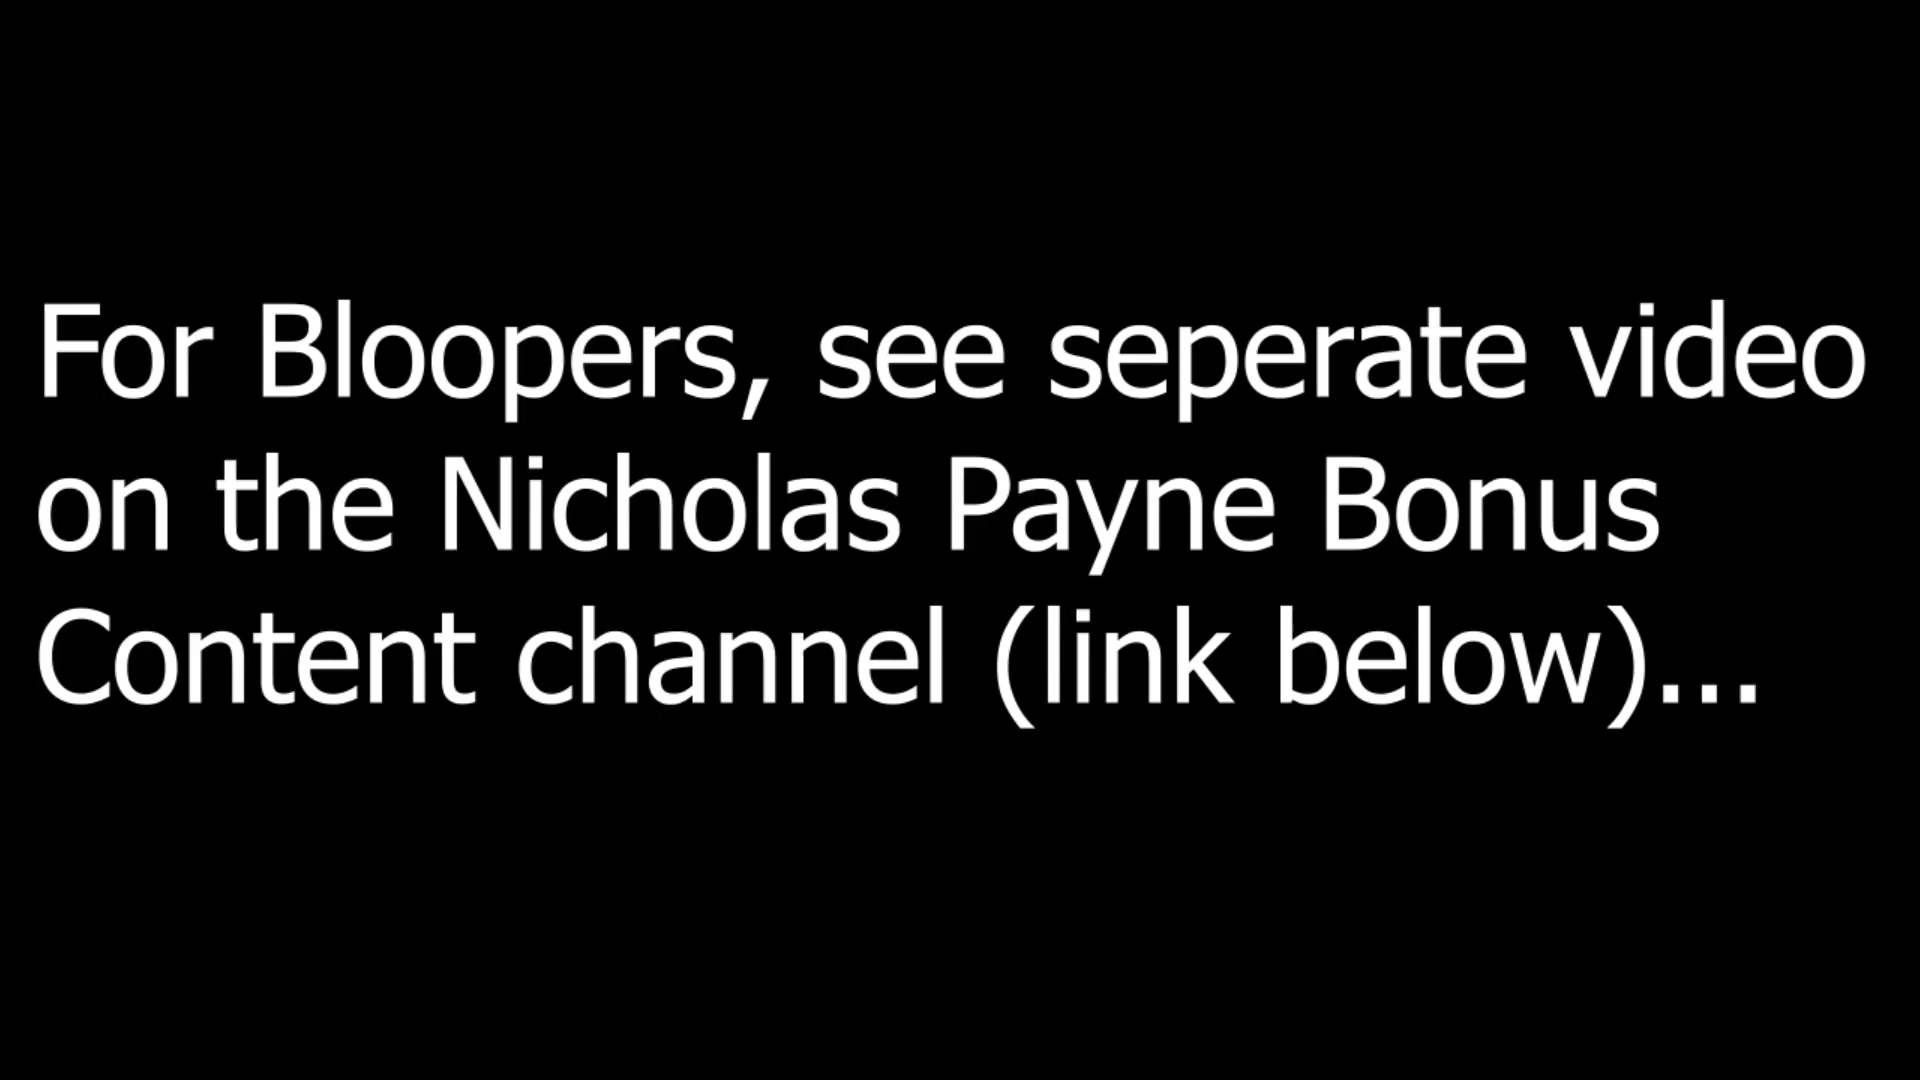 For Bloopers, see seperate video
on the Nicholas Payne Bonus
Content channel (link below)...